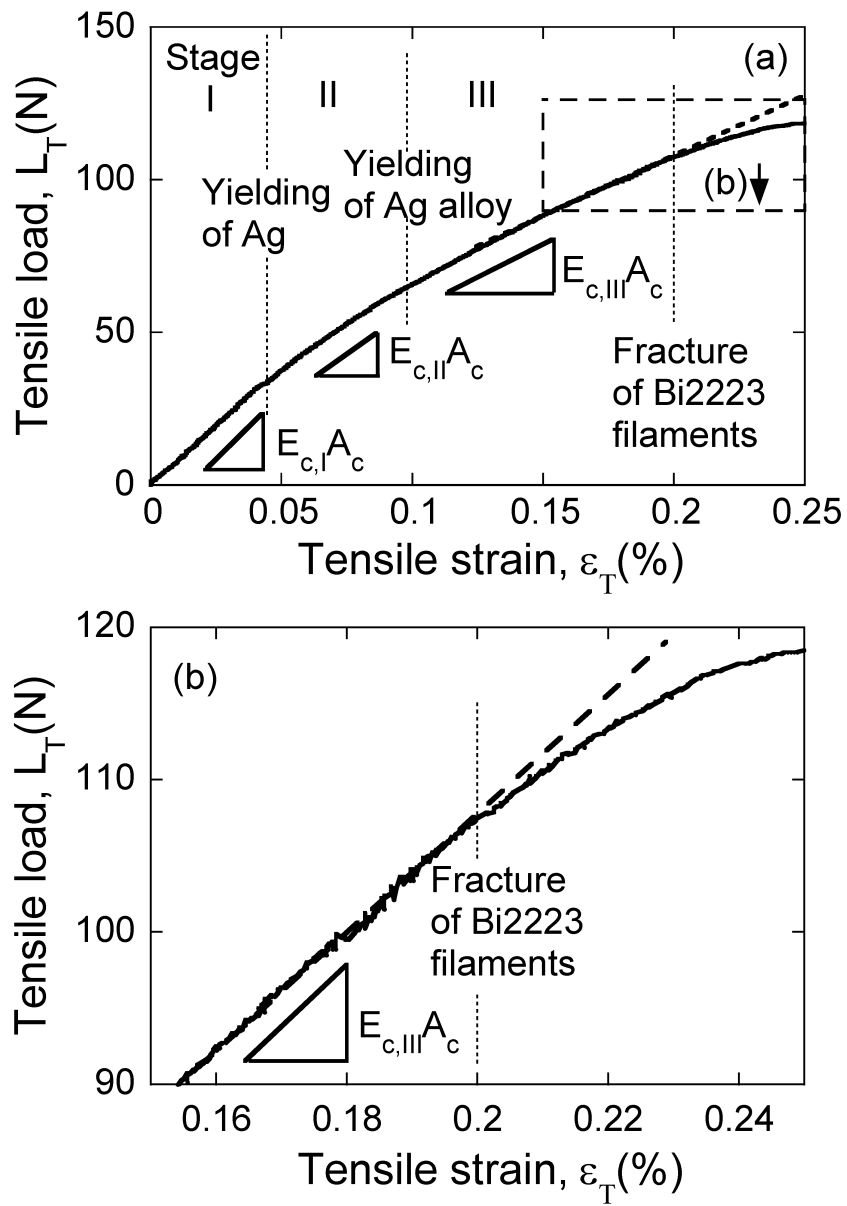 150
100
50
0
Tensile load, L_T(N)
Stage
I
II
III
(a)
Yielding
of Ag
Yielding
of Ag alloy
(b)
E_c,III A_c
E_c,II A_c
E_c,I A_c
Fracture
of Bi2223
filaments
0 0.05 0.1 0.15 0.2 0.25
Tensile strain, ε_T(%)
120
110
100
90
Tensile load, L_T(N)
(b)
Fracture
of Bi2223
filaments
E_c,III A_c
0.16 0.18 0.2 0.22 0.24
Tensile strain, ε_T(%)